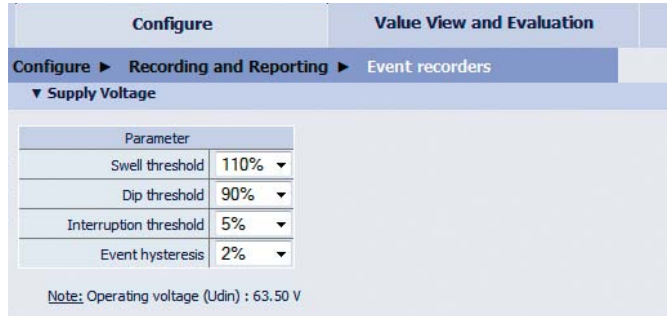 Configure
Value View and Evaluation
Configure ► Recording and Reporting ► Event recorders
▼ Supply Voltage
Parameter
Swell threshold 110%
Dip threshold 90%
Interruption threshold 5%
Event hysteresis 2%
Note: Operating voltage (Udin) : 63.50 V